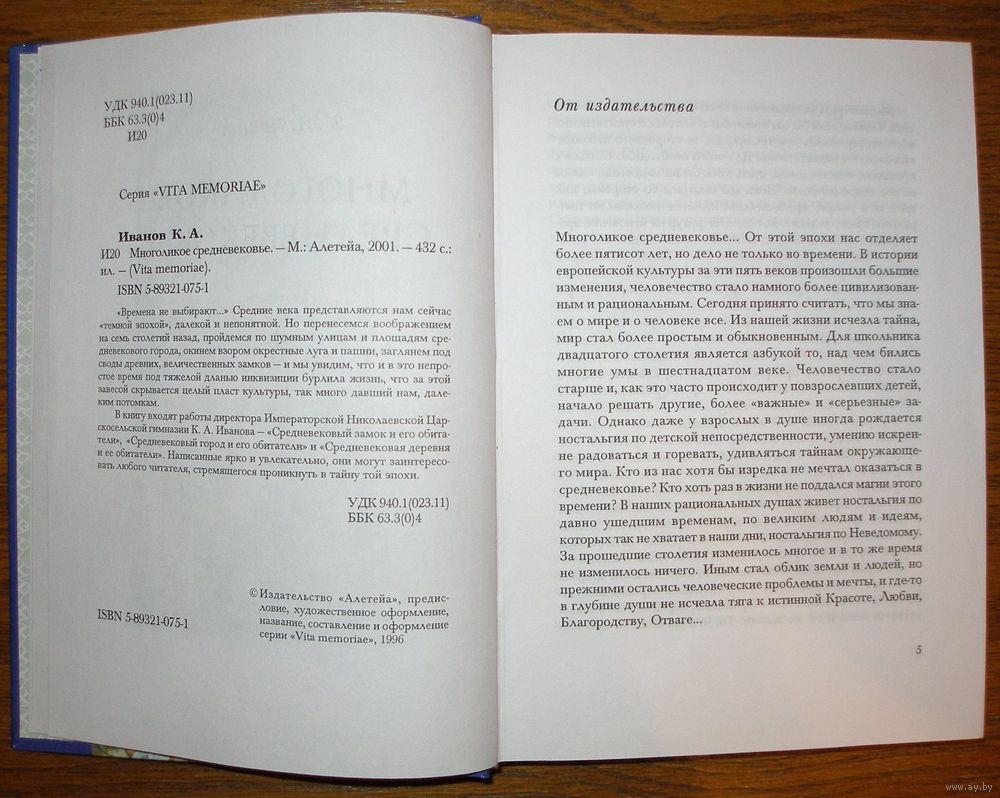 УДК 940.1(023.11)
ББК 63.3(0)4
И20
Серия «VITA MEMORIAE»
Иванов К. А.
И20 Многоликое средневековье. — М.: Алетейа, 2001. — 432 с.:
ил. — (Vita memoriae).
ISBN 5-89321-075-1
«Времена не выбирают...» Средние века представляются нам сейчас
«темной эпохой», далекой и непонятной. Но перенесемся воображением
на семь столетий назад, пройдемся по шумным улицам и площадям сре-
дневекового города, окинем взором окрестные луга и пашни, заглянем под
своды древних, величественных замков — и мы увидим, что и в это непро-
стое время под тяжелой дланью инквизиции бурлила жизнь, что за этой
завесой скрывается целый пласт культуры, так много давший нам, дале-
ким потомкам.
В книгу входят работы директора Императорской Николаевской Цар-
скосельской гимназии К. А. Иванова — «Средневековый замок и его обита-
тели», «Средневековый город и его обитатели» и «Средневековая деревня
и ее обитатели». Написанные ярко и увлекательно, они могут заинтересо-
вать любого читателя, стремящегося проникнуть в тайну той эпохи.
УДК 940.1(023.11)
ББК 63.3(0)4
ISBN 5-89321-075-1
© Издательство «Алетейа», предис-
ловие, художественное оформление,
название, составление и оформление
серии «Vita memoriae», 1996
От издательства
Многоликое средневековье... От этой эпохи нас отделяет
более пятисот лет, но дело не только во времени. В истории
европейской культуры за эти пять веков произошли большие
изменения, человечество стало намного более цивилизован-
ным и рациональным. Сегодня принято считать, что мы зна-
ем о мире и о человеке все. Из нашей жизни исчезла тайна,
мир стал более простым и обыкновенным. Для школьника
двадцатого столетия является азбукой то, над чем бились
многие умы в шестнадцатом веке. Человечество стало
старше и, как это часто происходит у повзрослевших детей,
начало решать другие, более «важные» и «серьезные» за-
дачи. Однако даже у взрослых в душе иногда рождается
ностальгия по детской непосредственности, умению искрен-
не радоваться и горевать, удивляться тайнам окружающе-
го мира. Кто из нас хотя бы изредка не мечтал оказаться в
средневековье? Кто хоть раз в жизни не поддался магии этого
времени? В наших рациональных душах живет ностальгия по
давно ушедшим временам, по великим людям и идеям,
которых так не хватает в наши дни, ностальгия по Неведомому.
За прошедшие столетия изменилось многое и в то же время
не изменилось ничего. Иным стал облик земли и людей, но
прежними остались человеческие проблемы и мечты, и где-то
в глубине души не исчезла тяга к истинной Красоте, Любви,
Благородству, Отваге...
5
www.ay.by